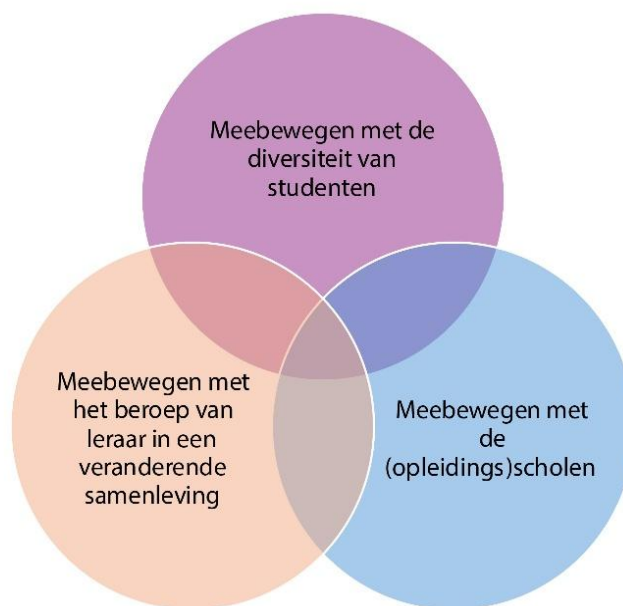 Meebewegen met de
diversiteit van
studenten
Meebewegen met
het beroep van
leraar in een
veranderende
samenleving
Meebewegen met
de
(opleidings)scholen